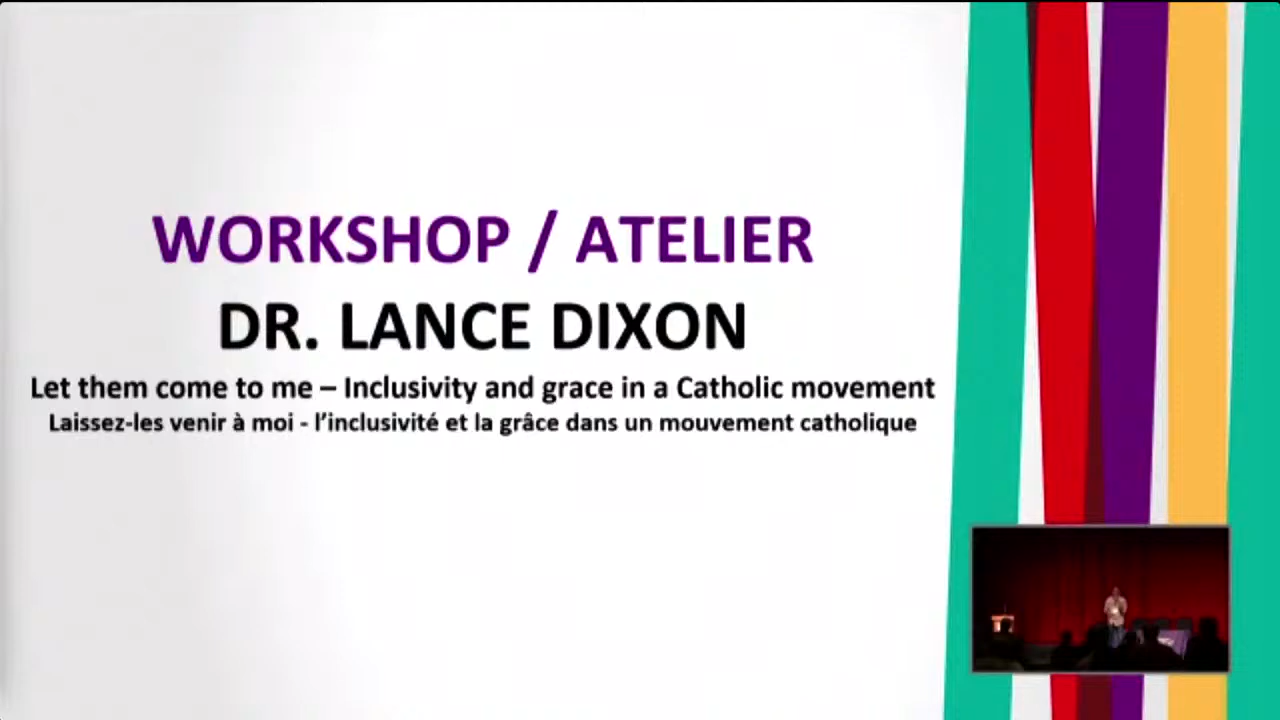 WORKSHOP / ATELIER
DR. LANCE DIXON
Let them come to me – Inclusivity and grace in a Catholic movement
Laissez-les venir à moi - l’inclusivité et la grâce dans un mouvement catholique